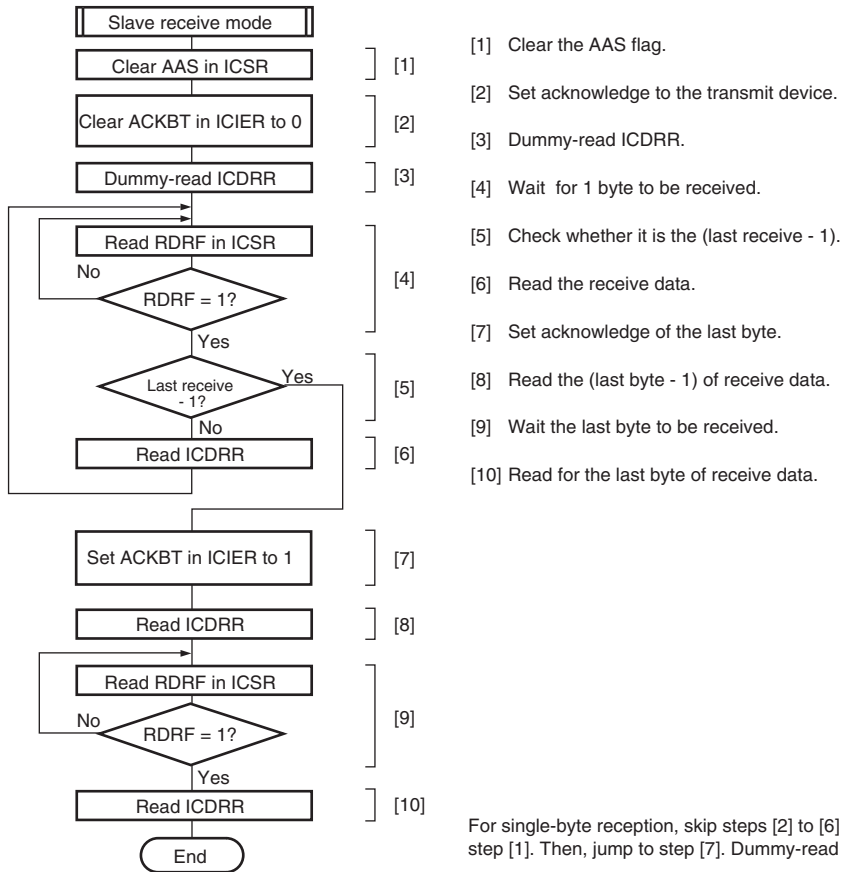 Slave receive mode
Clear AAS in ICSR
[1]
Clear ACKBT in ICIER to 0
[2]
Dummy-read ICDRR
[3]
Read RDRF in ICSR
No
RDRF = 1?
[4]
Yes
Last receive
- 1?
Yes
[5]
No
Read ICDRR
[6]
Set ACKBT in ICIER to 1
[7]
Read ICDRR
[8]
Read RDRF in ICSR
No
RDRF = 1?
[9]
Yes
Read ICDRR
[10]
End
[1] Clear the AAS flag.
[2] Set acknowledge to the transmit device.
[3] Dummy-read ICDRR.
[4] Wait for 1 byte to be received.
[5] Check whether it is the (last receive - 1).
[6] Read the receive data.
[7] Set acknowledge of the last byte.
[8] Read the (last byte - 1) of receive data.
[9] Wait the last byte to be received.
[10] Read for the last byte of receive data.
For single-byte reception, skip steps [2] to [6]
step [1]. Then, jump to step [7]. Dummy-read